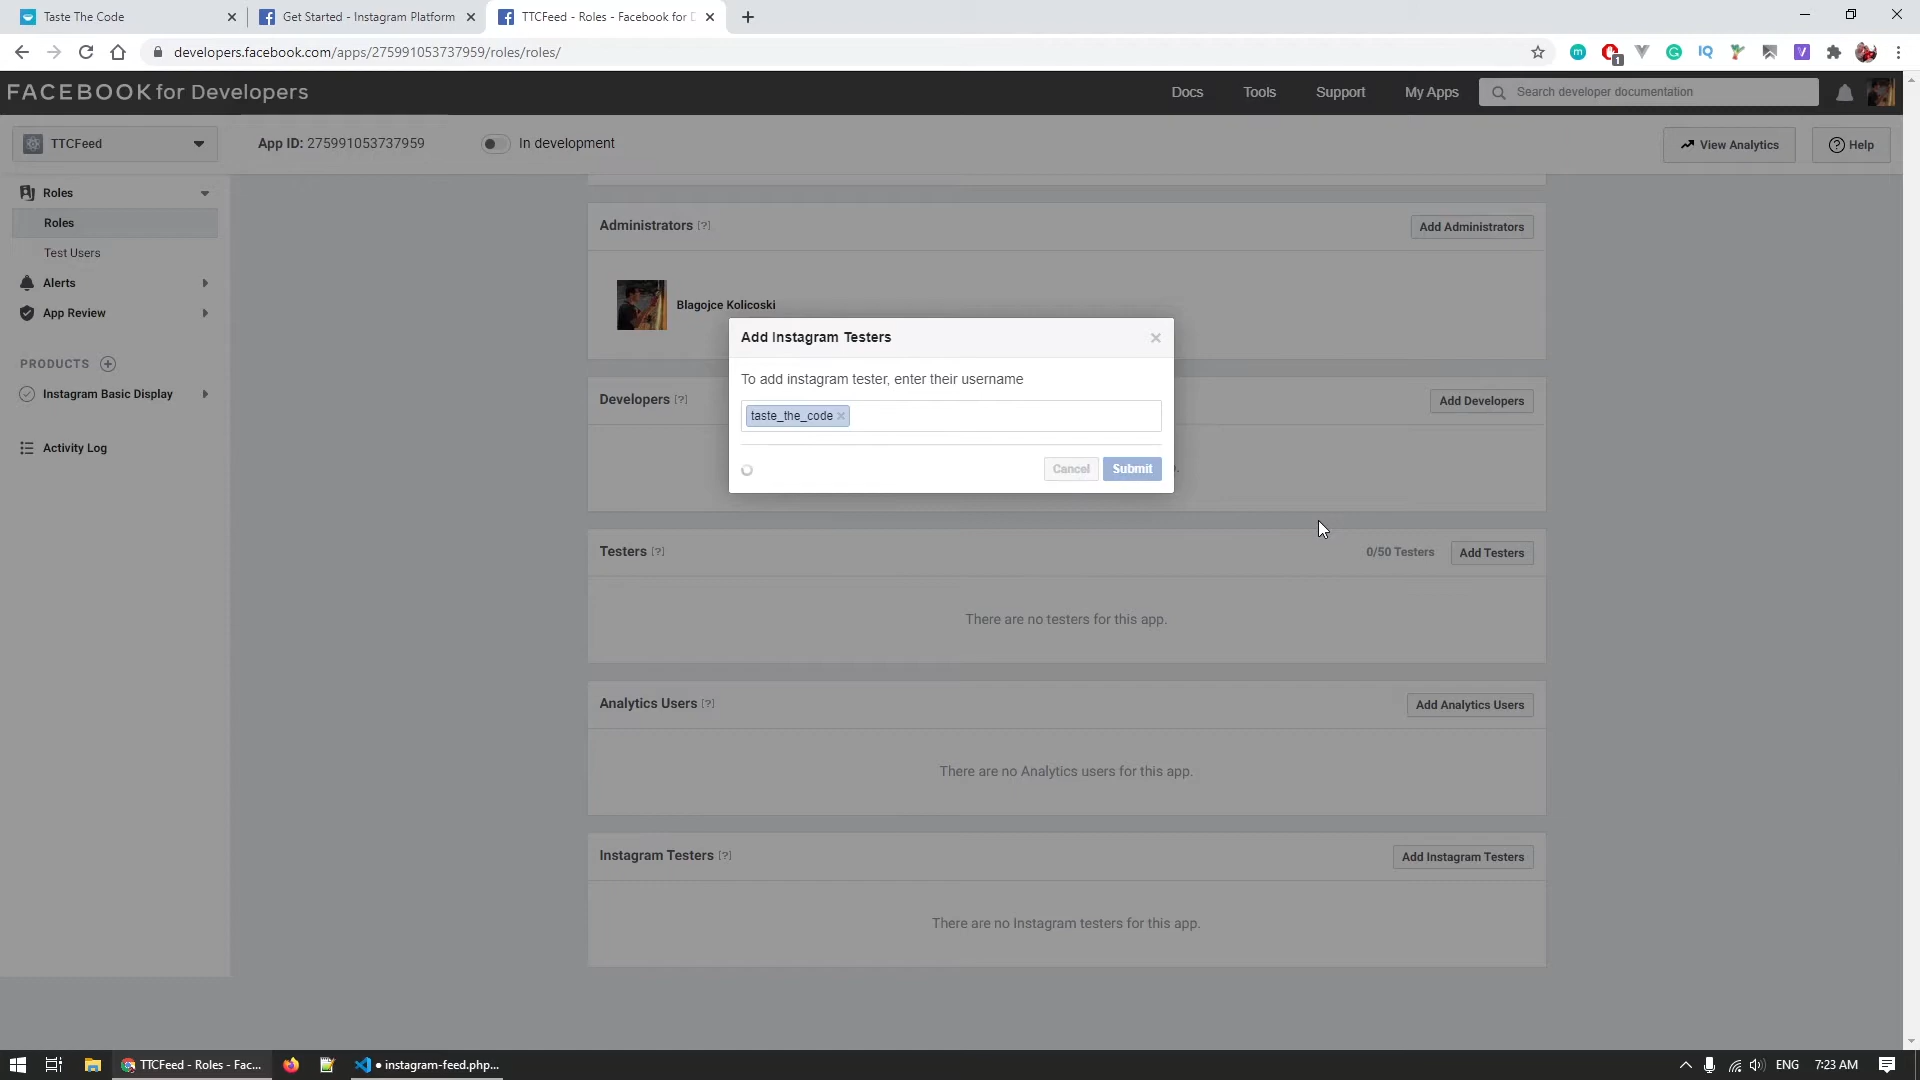 Taste The Code
Get Started - Instagram Platform
TTCFeed - Roles - Facebook for D
developers.facebook.com/apps/275991053737959/roles/roles/
1
IQ
FACEBOOK for Developers
Docs
Tools
Support
My Apps
Search developer documentation
TTCFeed
App ID: 275991053737959
In development
View Analytics
Help
Roles
Roles
Test Users
Alerts
App Review
PRODUCTS
Instagram Basic Display
Activity Log
Administrators [?]
Add Administrators
Blagojce Kolicoski
Developers [?]
Add Developers
Add Instagram Testers
To add instagram tester, enter their username
taste_the_code
Cancel
Submit
Testers [?]
0/50 Testers
Add Testers
There are no testers for this app.
Analytics Users [?]
Add Analytics Users
There are no Analytics users for this app.
Instagram Testers [?]
Add Instagram Testers
There are no Instagram testers for this app.
TTCFeed - Roles - Fac...
● instagram-feed.php...
ENG
7:23 AM